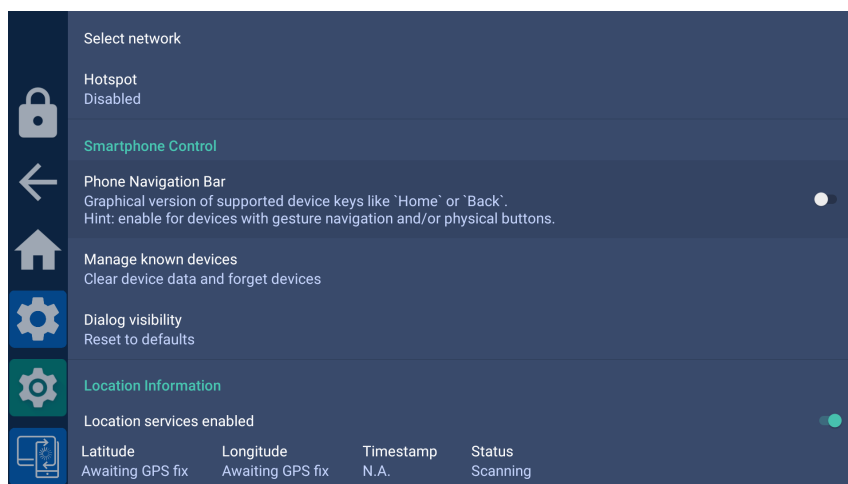 Select network
Hotspot
Disabled
Smartphone Control
Phone Navigation Bar
Graphical version of supported device keys like `Home` or `Back`.
Hint: enable for devices with gesture navigation and/or physical buttons.
Manage known devices
Clear device data and forget devices
Dialog visibility
Reset to defaults
Location Information
Location services enabled
Latitude Longitude Timestamp Status
Awaiting GPS fix Awaiting GPS fix N.A. Scanning